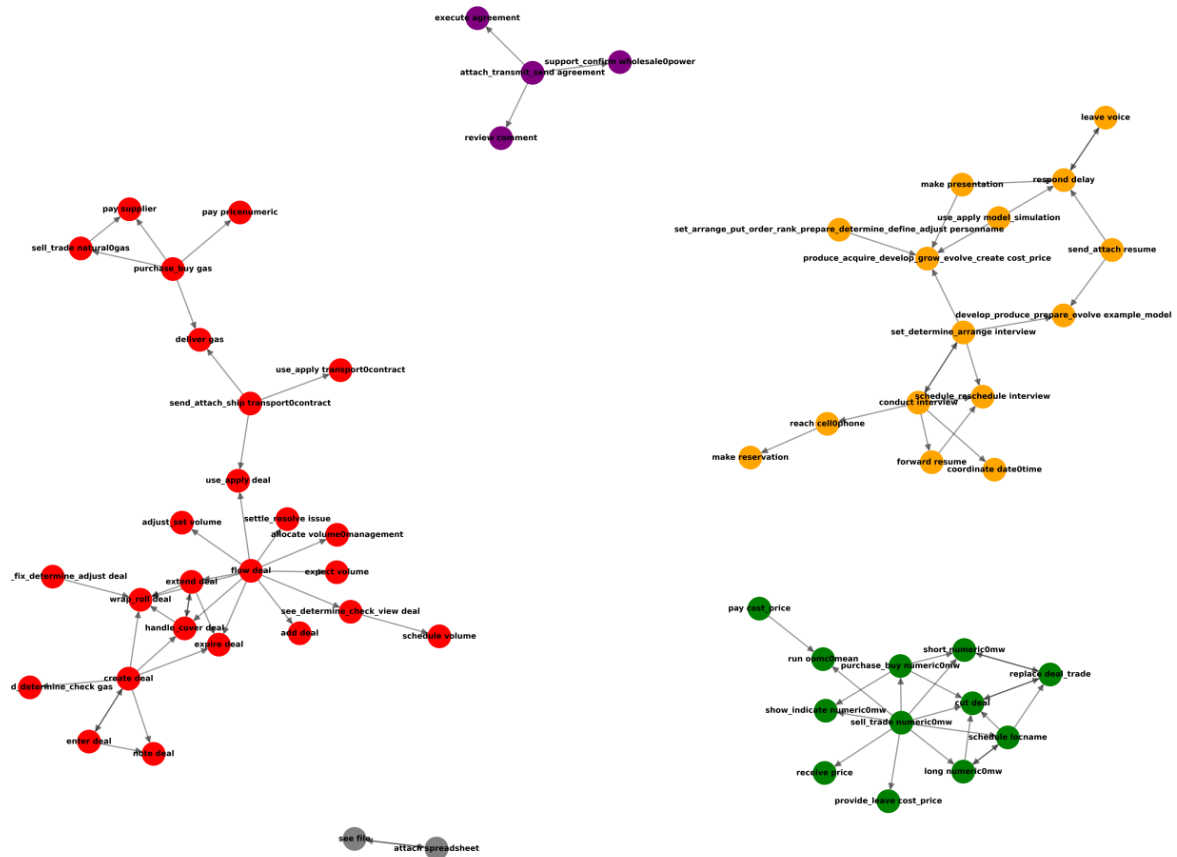 execute agreement
support_confirm wholesale0power
attach_transmit_send agreement
review comment
leave voice
respond delay
make presentation
use_apply model_simulation
set_arrange_put_order_rank_prepare_determine_define_adjust personname
send_attach resume
produce_acquire_develop_grow_evolve_create cost_price
develop_produce_prepare_evolve example_model
set_determine_arrange interview
schedule_reschedule interview
conduct interview
reach cell0phone
make reservation
forward resume
coordinate date0time
pay supplier
pay pricenumeric
sell_trade natural0gas
purchase_buy gas
deliver gas
use_apply transport0contract
send_attach_ship transport0contract
use_apply deal
adjust_set volume
settle_resolve issue
allocate volume0management
flow deal
expect volume
_fix_determine_adjust deal
extend deal
wrap_roll deal
see_determine_check_view deal
handle_cover deal
add deal
schedule volume
expire deal
create deal
d_determine_check gas
enter deal
note deal
pay cost_price
run oomc0mean
short numeric0mw
purchase_buy numeric0mw
replace deal_trade
cut deal
show_indicate numeric0mw
sell_trade numeric0mw
schedule locname
receive price
long numeric0mw
provide_leave cost_price
see file
attach spreadsheet